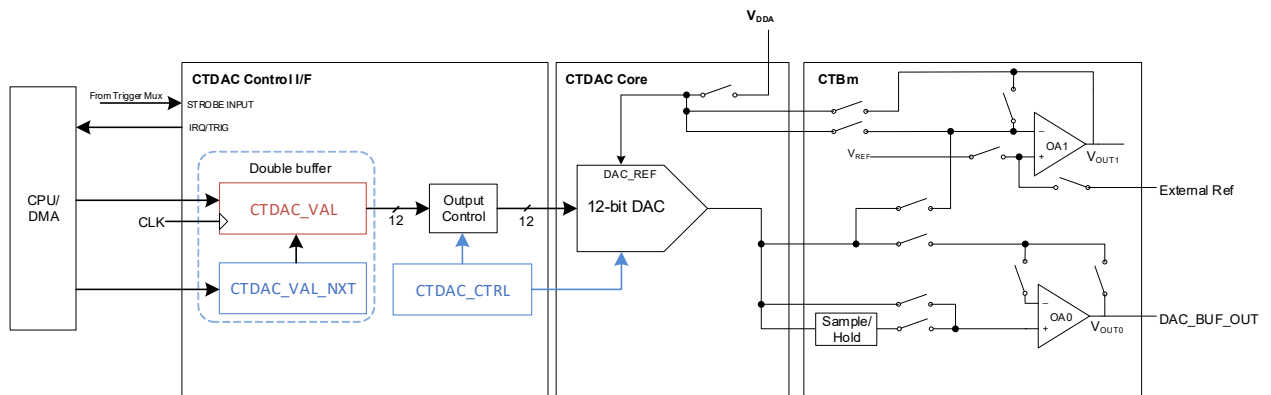 VDDA
CTDAC Control I/F
CTDAC Core
CTBm
From Trigger Mux
STROBE INPUT
IRQ/TRIG
Double buffer
CPU/
DMA
CLK
CTDAC_VAL
12
Output
Control
12
DAC_REF
12-bit DAC
CTDAC_VAL_NXT
CTDAC_CTRL
VREF
−
OA1
+
VOUT1
External Ref
Sample/
Hold
−
OA0
+
VOUT0
DAC_BUF_OUT